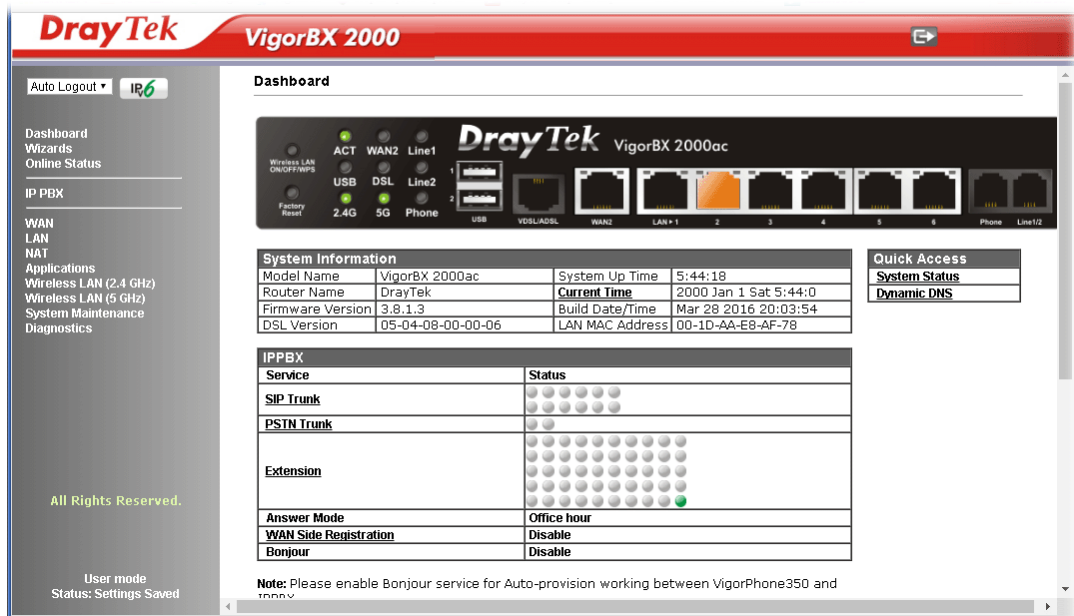 DrayTek VigorBX 2000
Auto Logout IPv6
Dashboard
Wizards
Online Status
IP PBX
WAN
LAN
NAT
Applications
Wireless LAN (2.4 GHz)
Wireless LAN (5 GHz)
System Maintenance
Diagnostics
All Rights Reserved.
User mode
Status: Settings Saved
Dashboard
DrayTek VigorBX 2000ac
Wireless LAN
ON/OFF/WPS
Factory
Reset
ACT WAN2 Line1
USB DSL Line2
2.4G 5G Phone
1
2
USB VDSL/ADSL WAN2 LAN 1 2 3 4 5 6 Phone Line1/2
System Information
Model Name VigorBX 2000ac System Up Time 5:44:18
Router Name DrayTek Current Time 2000 Jan 1 Sat 5:44:0
Firmware Version 3.8.1.3 Build Date/Time Mar 28 2016 20:03:54
DSL Version 05-04-08-00-00-06 LAN MAC Address 00-1D-AA-E8-AF-78
Quick Access
System Status
Dynamic DNS
IPPBX
Service Status
SIP Trunk
PSTN Trunk
Extension
Answer Mode Office hour
WAN Side Registration Disable
Bonjour Disable
Note: Please enable Bonjour service for Auto-provision working between VigorPhone350 and
IPPBX